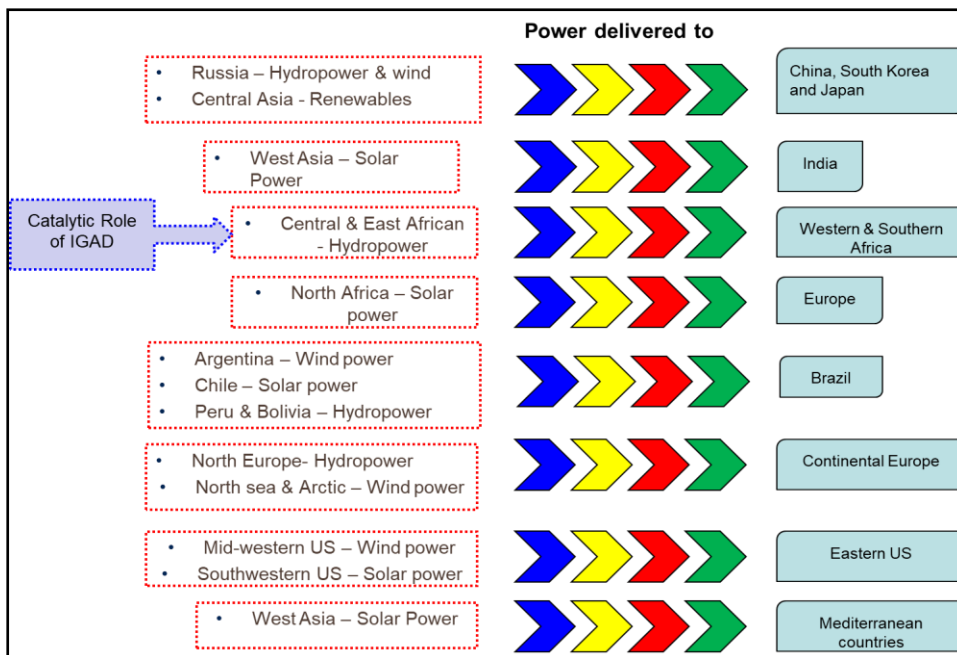 Power delivered to
• Russia – Hydropower & wind
• Central Asia - Renewables
China, South Korea
and Japan
• West Asia – Solar
Power
India
Catalytic Role
of IGAD
• Central & East African
- Hydropower
Western & Southern
Africa
• North Africa – Solar
power
Europe
• Argentina – Wind power
• Chile – Solar power
• Peru & Bolivia – Hydropower
Brazil
• North Europe- Hydropower
• North sea & Arctic – Wind power
Continental Europe
• Mid-western US – Wind power
• Southwestern US – Solar power
Eastern US
• West Asia – Solar Power
Mediterranean
countries